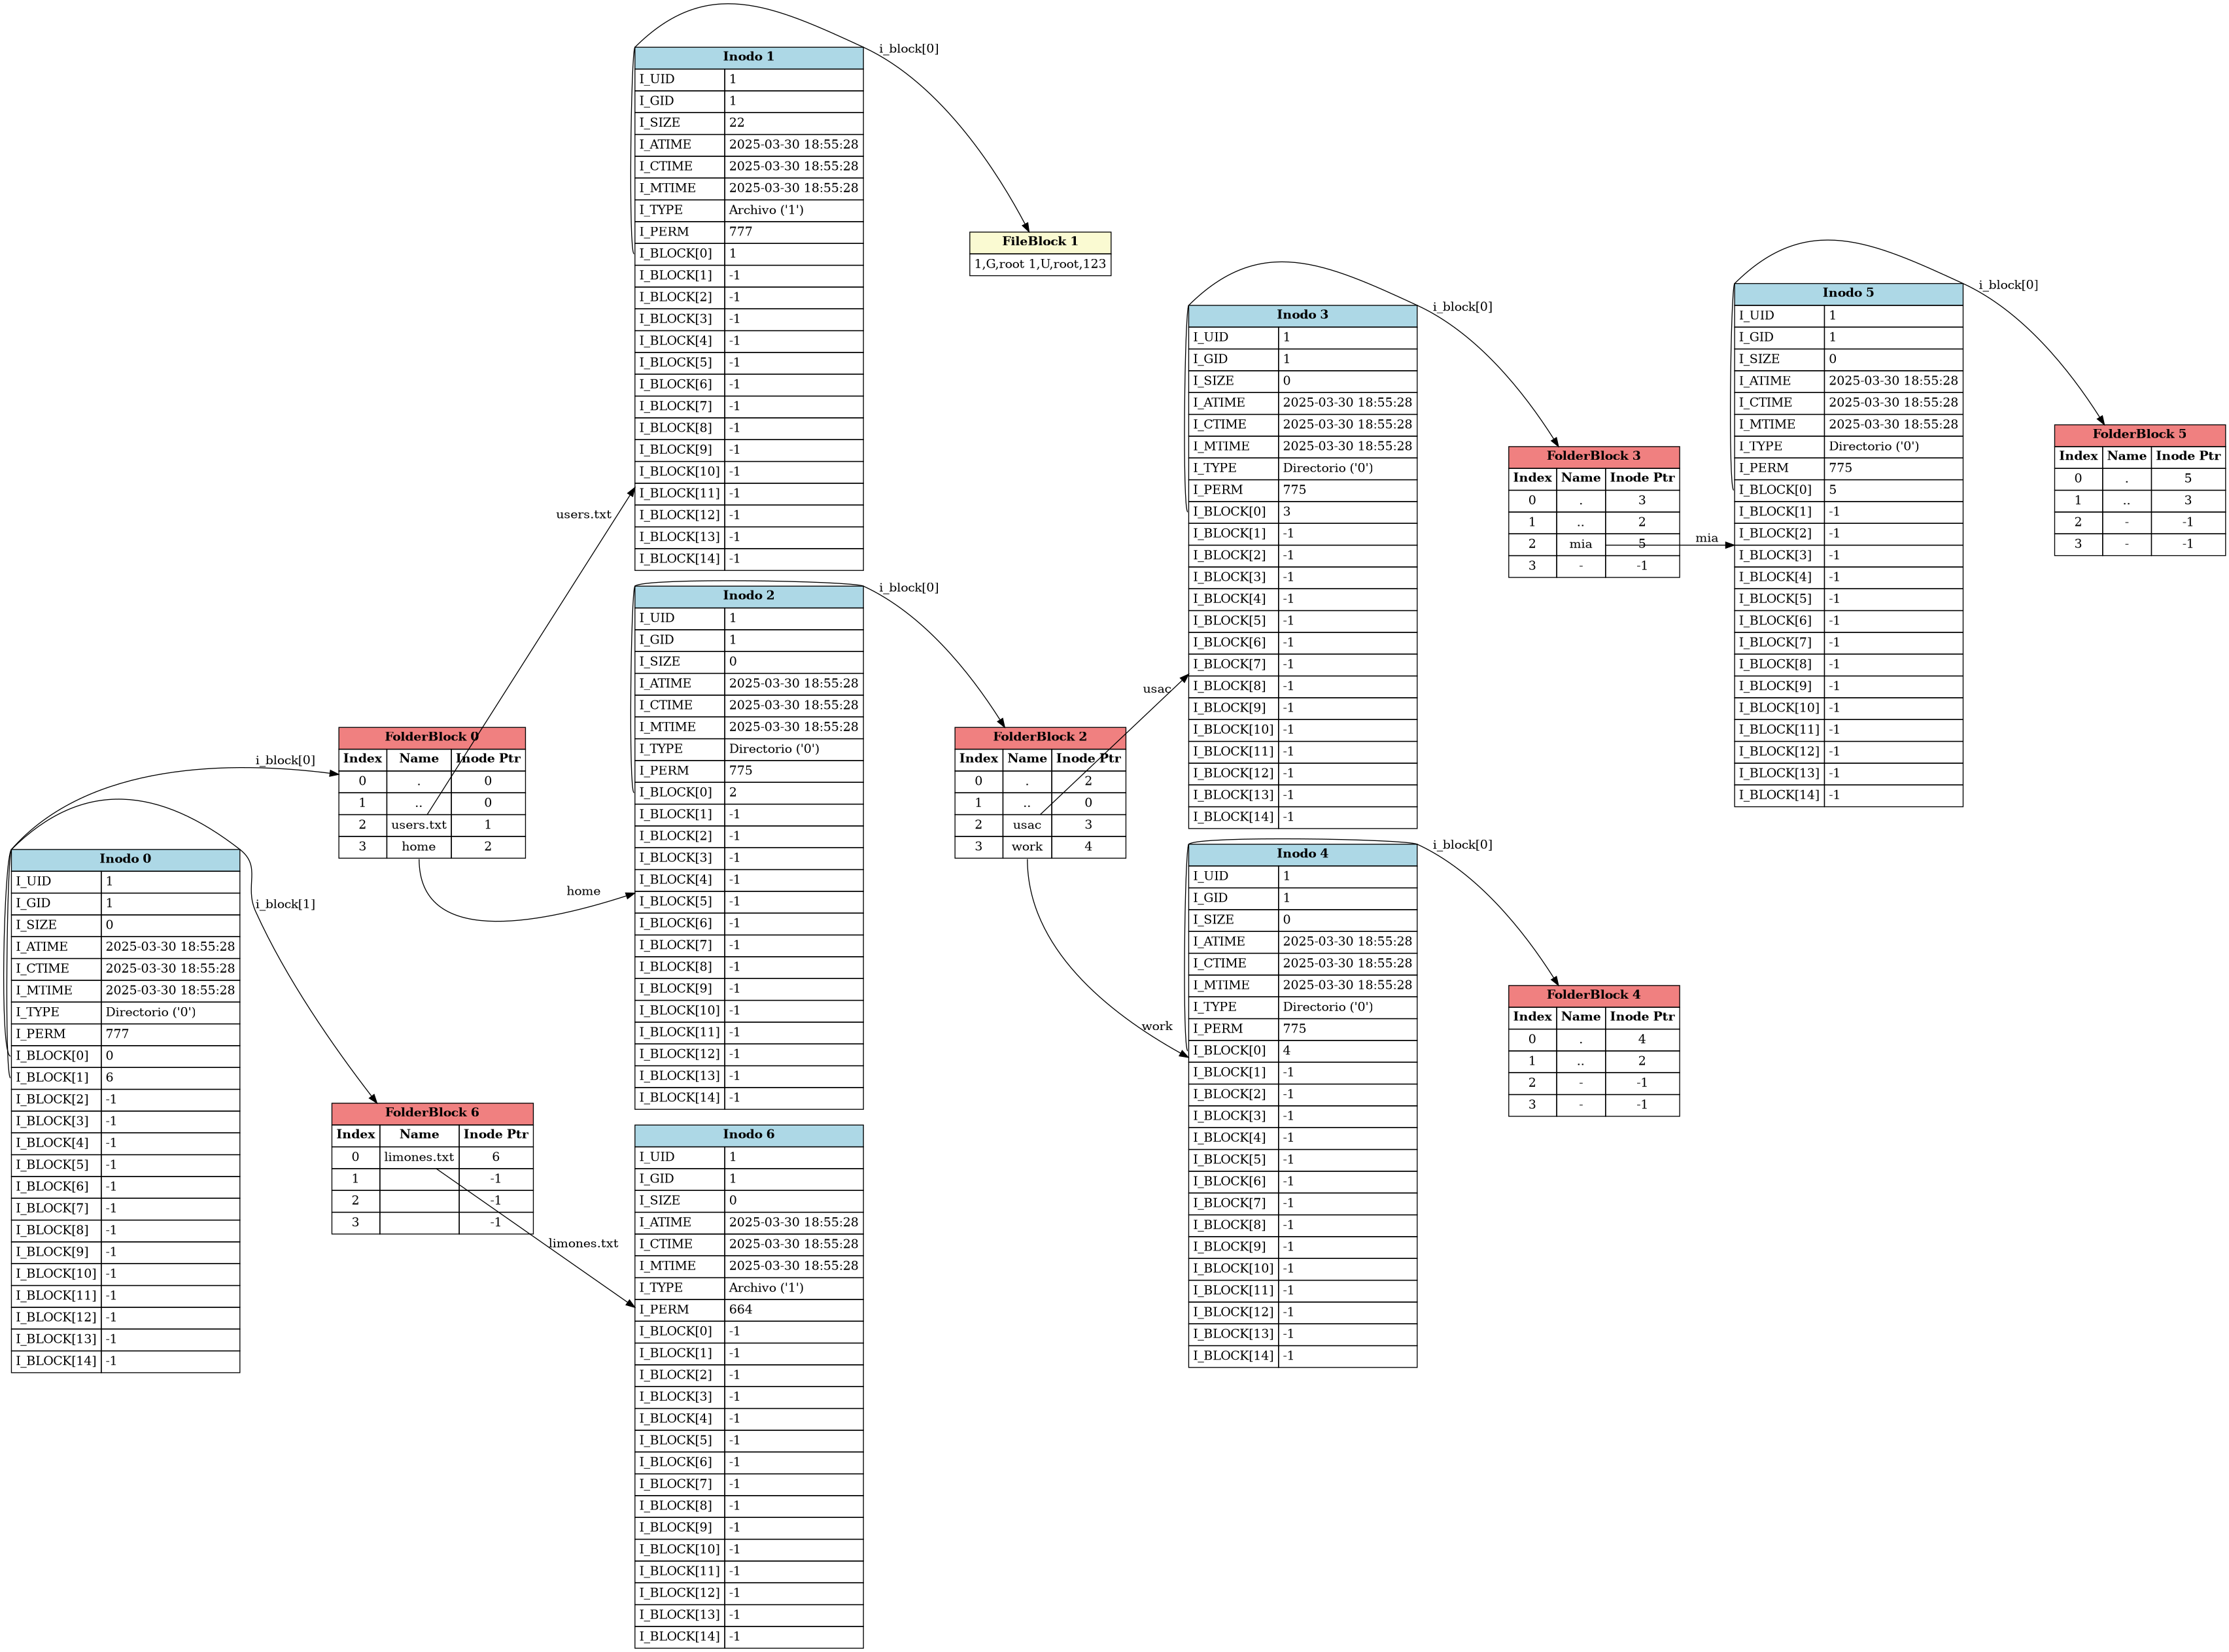 Inodo 1
I_UID 1
I_GID 1
I_SIZE 22
I_ATIME 2025-03-30 18:55:28
I_CTIME 2025-03-30 18:55:28
I_MTIME 2025-03-30 18:55:28
I_TYPE Archivo ('1')
I_PERM 777
I_BLOCK[0] 1
I_BLOCK[1] -1
I_BLOCK[2] -1
I_BLOCK[3] -1
I_BLOCK[4] -1
I_BLOCK[5] -1
I_BLOCK[6] -1
I_BLOCK[7] -1
I_BLOCK[8] -1
I_BLOCK[9] -1
I_BLOCK[10] -1
I_BLOCK[11] -1
I_BLOCK[12] -1
I_BLOCK[13] -1
I_BLOCK[14] -1
i_block[0]
FileBlock 1
1,G,root 1,U,root,123
users.txt
Inodo 0
I_UID 1
I_GID 1
I_SIZE 0
I_ATIME 2025-03-30 18:55:28
I_CTIME 2025-03-30 18:55:28
I_MTIME 2025-03-30 18:55:28
I_TYPE Directorio ('0')
I_PERM 777
I_BLOCK[0] 0
I_BLOCK[1] 6
I_BLOCK[2] -1
I_BLOCK[3] -1
I_BLOCK[4] -1
I_BLOCK[5] -1
I_BLOCK[6] -1
I_BLOCK[7] -1
I_BLOCK[8] -1
I_BLOCK[9] -1
I_BLOCK[10] -1
I_BLOCK[11] -1
I_BLOCK[12] -1
I_BLOCK[13] -1
I_BLOCK[14] -1
i_block[0]
i_block[1]
FolderBlock 0
Index Name Inode Ptr
0 . 0
1 .. 0
2 users.txt 1
3 home 2
home
FolderBlock 6
Index Name Inode Ptr
0 limones.txt 6
1 -1
2 -1
3 -1
limones.txt
Inodo 2
I_UID 1
I_GID 1
I_SIZE 0
I_ATIME 2025-03-30 18:55:28
I_CTIME 2025-03-30 18:55:28
I_MTIME 2025-03-30 18:55:28
I_TYPE Directorio ('0')
I_PERM 775
I_BLOCK[0] 2
I_BLOCK[1] -1
I_BLOCK[2] -1
I_BLOCK[3] -1
I_BLOCK[4] -1
I_BLOCK[5] -1
I_BLOCK[6] -1
I_BLOCK[7] -1
I_BLOCK[8] -1
I_BLOCK[9] -1
I_BLOCK[10] -1
I_BLOCK[11] -1
I_BLOCK[12] -1
I_BLOCK[13] -1
I_BLOCK[14] -1
i_block[0]
Inodo 6
I_UID 1
I_GID 1
I_SIZE 0
I_ATIME 2025-03-30 18:55:28
I_CTIME 2025-03-30 18:55:28
I_MTIME 2025-03-30 18:55:28
I_TYPE Archivo ('1')
I_PERM 664
I_BLOCK[0] -1
I_BLOCK[1] -1
I_BLOCK[2] -1
I_BLOCK[3] -1
I_BLOCK[4] -1
I_BLOCK[5] -1
I_BLOCK[6] -1
I_BLOCK[7] -1
I_BLOCK[8] -1
I_BLOCK[9] -1
I_BLOCK[10] -1
I_BLOCK[11] -1
I_BLOCK[12] -1
I_BLOCK[13] -1
I_BLOCK[14] -1
FolderBlock 2
Index Name Inode Ptr
0 . 2
1 .. 0
2 usac 3
3 work 4
usac
work
Inodo 3
I_UID 1
I_GID 1
I_SIZE 0
I_ATIME 2025-03-30 18:55:28
I_CTIME 2025-03-30 18:55:28
I_MTIME 2025-03-30 18:55:28
I_TYPE Directorio ('0')
I_PERM 775
I_BLOCK[0] 3
I_BLOCK[1] -1
I_BLOCK[2] -1
I_BLOCK[3] -1
I_BLOCK[4] -1
I_BLOCK[5] -1
I_BLOCK[6] -1
I_BLOCK[7] -1
I_BLOCK[8] -1
I_BLOCK[9] -1
I_BLOCK[10] -1
I_BLOCK[11] -1
I_BLOCK[12] -1
I_BLOCK[13] -1
I_BLOCK[14] -1
i_block[0]
Inodo 4
I_UID 1
I_GID 1
I_SIZE 0
I_ATIME 2025-03-30 18:55:28
I_CTIME 2025-03-30 18:55:28
I_MTIME 2025-03-30 18:55:28
I_TYPE Directorio ('0')
I_PERM 775
I_BLOCK[0] 4
I_BLOCK[1] -1
I_BLOCK[2] -1
I_BLOCK[3] -1
I_BLOCK[4] -1
I_BLOCK[5] -1
I_BLOCK[6] -1
I_BLOCK[7] -1
I_BLOCK[8] -1
I_BLOCK[9] -1
I_BLOCK[10] -1
I_BLOCK[11] -1
I_BLOCK[12] -1
I_BLOCK[13] -1
I_BLOCK[14] -1
i_block[0]
FolderBlock 3
Index Name Inode Ptr
0 . 3
1 .. 2
2 mia 5
3 - -1
mia
FolderBlock 4
Index Name Inode Ptr
0 . 4
1 .. 2
2 - -1
3 - -1
Inodo 5
I_UID 1
I_GID 1
I_SIZE 0
I_ATIME 2025-03-30 18:55:28
I_CTIME 2025-03-30 18:55:28
I_MTIME 2025-03-30 18:55:28
I_TYPE Directorio ('0')
I_PERM 775
I_BLOCK[0] 5
I_BLOCK[1] -1
I_BLOCK[2] -1
I_BLOCK[3] -1
I_BLOCK[4] -1
I_BLOCK[5] -1
I_BLOCK[6] -1
I_BLOCK[7] -1
I_BLOCK[8] -1
I_BLOCK[9] -1
I_BLOCK[10] -1
I_BLOCK[11] -1
I_BLOCK[12] -1
I_BLOCK[13] -1
I_BLOCK[14] -1
i_block[0]
FolderBlock 5
Index Name Inode Ptr
0 . 5
1 .. 3
2 - -1
3 - -1